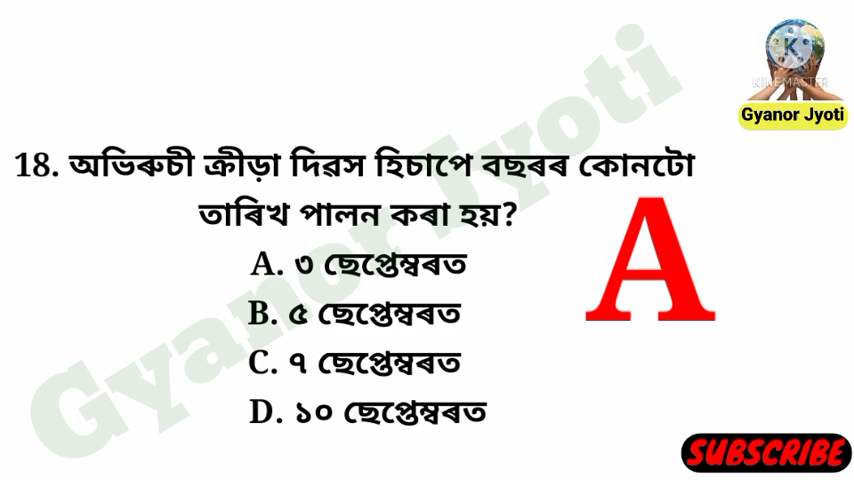 KINEMASTER
Gyanor Jyoti
18. অভিৰুচী ক্ৰীড়া দিৱস হিচাপে বছৰৰ কোনটো
তাৰিখ পালন কৰা হয়?
A. ৩ ছেপ্তেম্বৰত
B. ৫ ছেপ্তেম্বৰত
C. ৭ ছেপ্তেম্বৰত
D. ১০ ছেপ্তেম্বৰত
A
Gyanor Jyoti
SUBSCRIBE